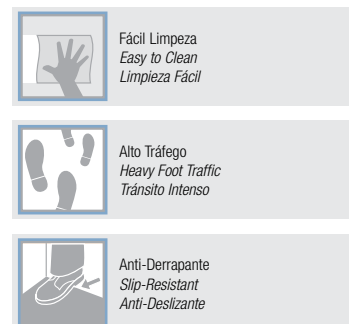 Fácil Limpeza
Easy to Clean
Limpieza Fácil
Alto Tráfego
Heavy Foot Traffic
Tránsito Intenso
Anti-Derrapante
Slip-Resistant
Anti-Deslizante